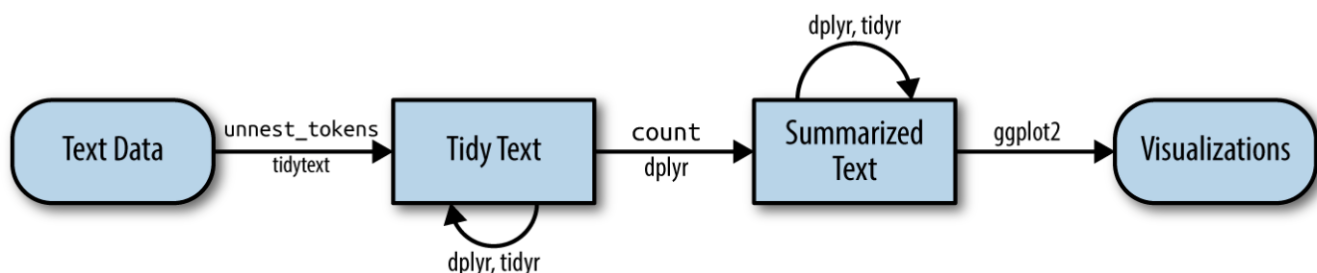 dplyr, tidyr
Text Data
unnest_tokens
tidytext
Tidy Text
count
dplyr
Summarized
Text
ggplot2
Visualizations
dplyr, tidyr